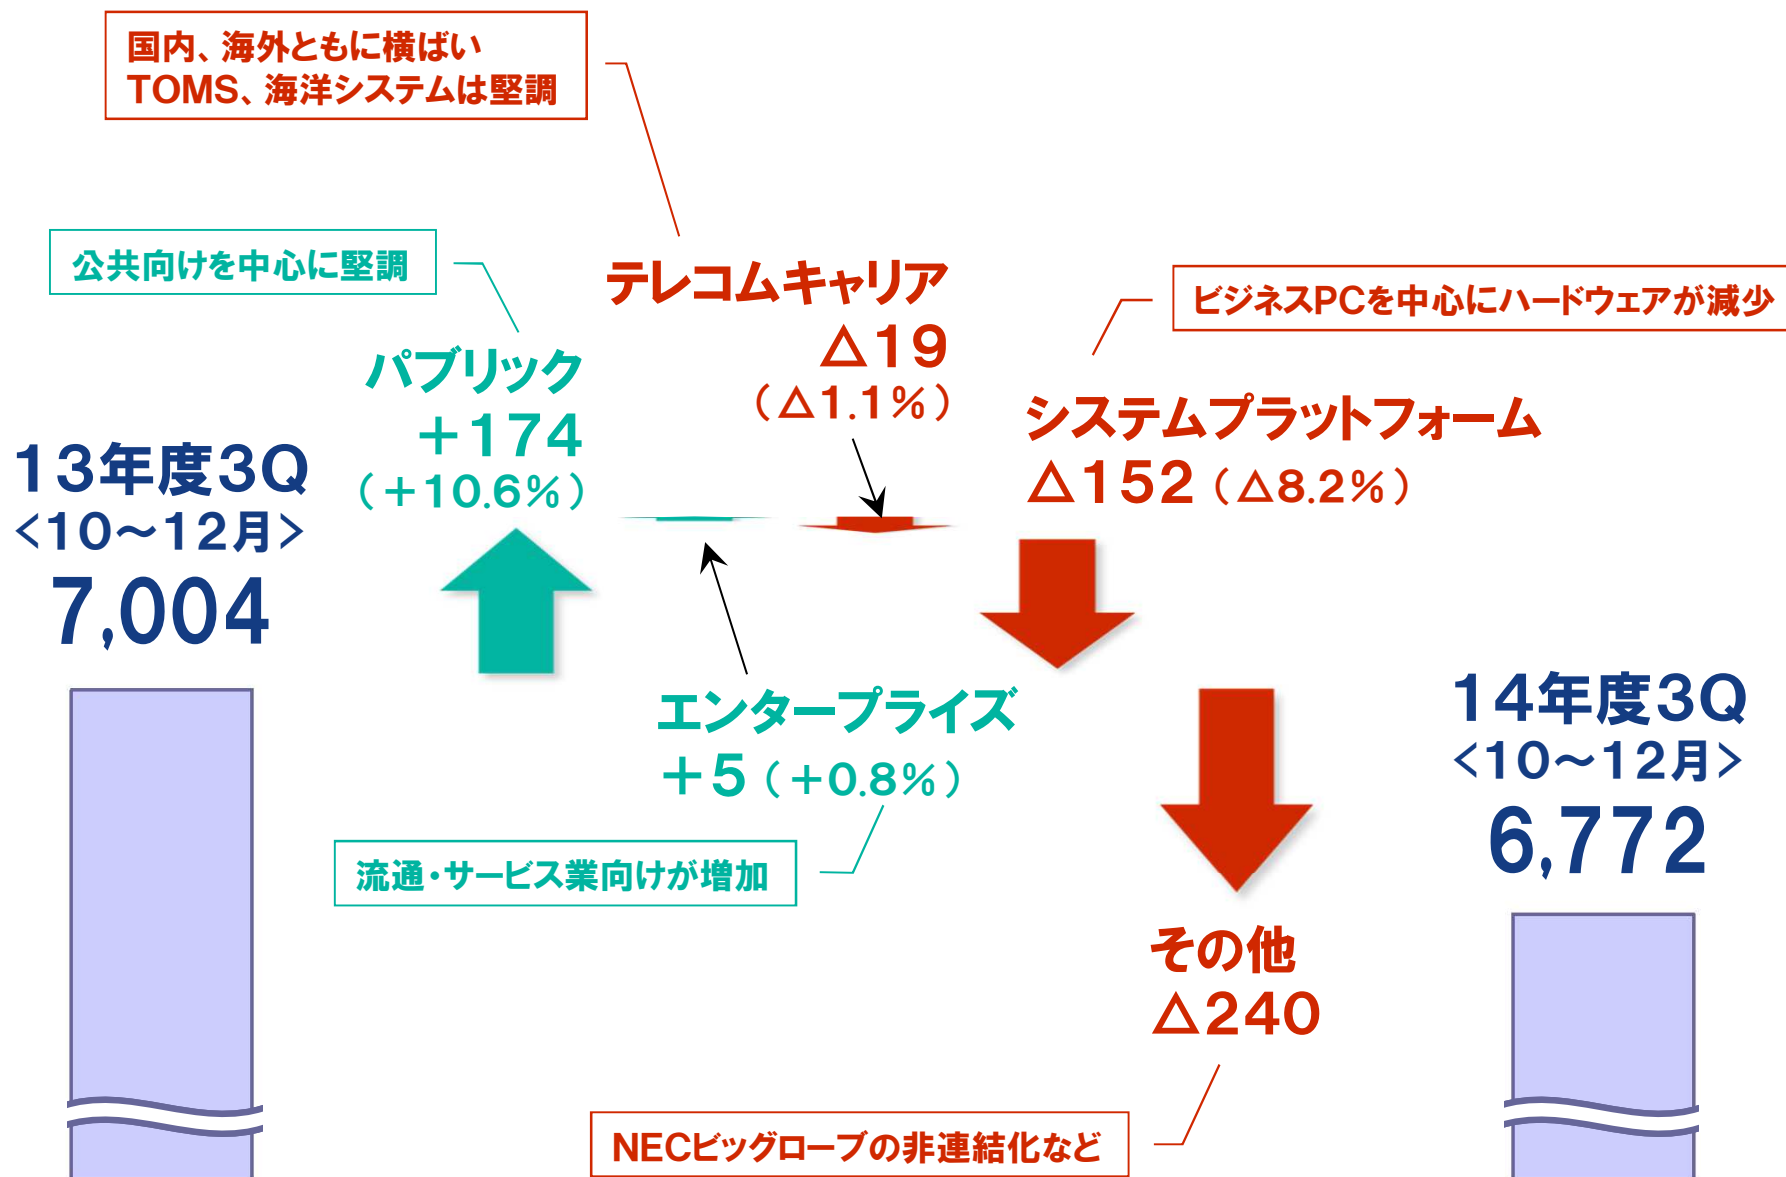 国内、海外ともに横ばい
TOMS、海洋システムは堅調
公共向けを中心に堅調
テレコムキャリア
△19
（△1.1％）
ビジネスPCを中心にハードウェアが減少
パブリック
＋174
（＋10.6％）
システムプラットフォーム
△152（△8.2％）
13年度3Q
<10～12月>
7,004
エンタープライズ
＋5（＋0.8％）
流通・サービス業向けが増加
14年度3Q
<10～12月>
6,772
その他
△240
NECビッグローブの非連結化など